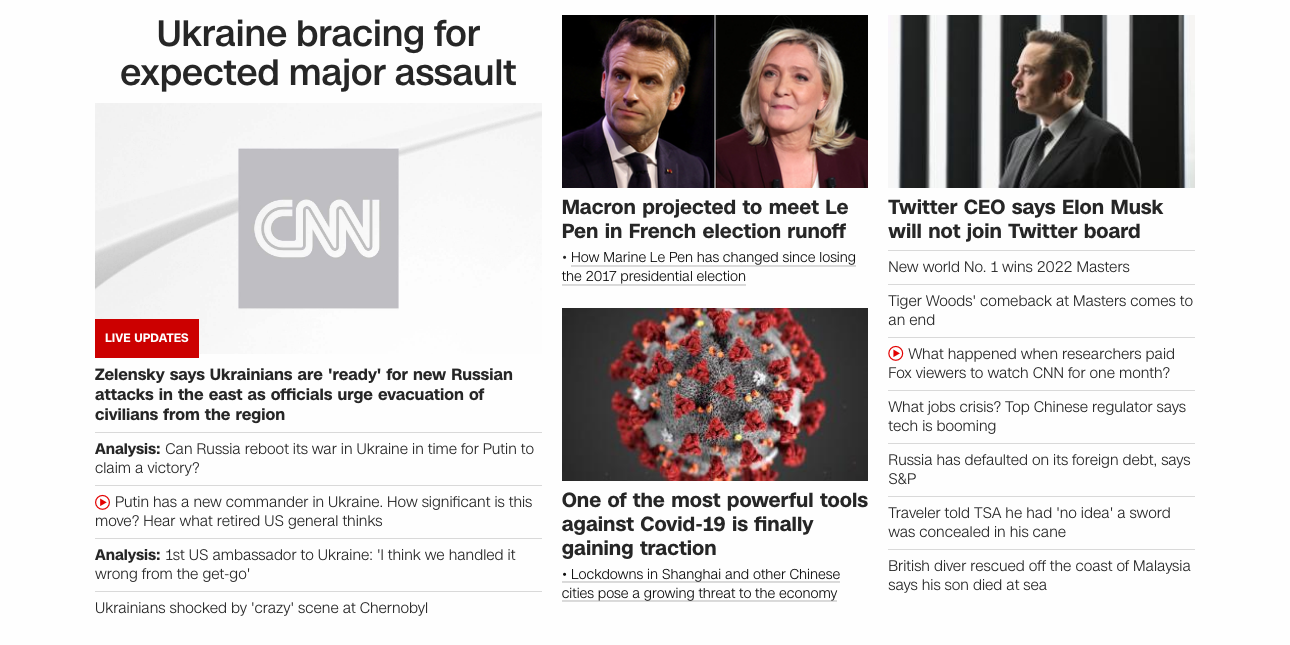 Ukraine bracing for
expected major assault
CNN
LIVE UPDATES
Zelensky says Ukrainians are 'ready' for new Russian
attacks in the east as officials urge evacuation of
civilians from the region
Analysis: Can Russia reboot its war in Ukraine in time for Putin to
claim a victory?
Putin has a new commander in Ukraine. How significant is this
move? Hear what retired US general thinks
Analysis: 1st US ambassador to Ukraine: 'I think we handled it
wrong from the get-go'
Ukrainians shocked by 'crazy' scene at Chernobyl
Macron projected to meet Le
Pen in French election runoff
• How Marine Le Pen has changed since losing
the 2017 presidential election
One of the most powerful tools
against Covid-19 is finally
gaining traction
• Lockdowns in Shanghai and other Chinese
cities pose a growing threat to the economy
Twitter CEO says Elon Musk
will not join Twitter board
New world No. 1 wins 2022 Masters
Tiger Woods' comeback at Masters comes to
an end
What happened when researchers paid
Fox viewers to watch CNN for one month?
What jobs crisis? Top Chinese regulator says
tech is booming
Russia has defaulted on its foreign debt, says
S&P
Traveler told TSA he had 'no idea' a sword
was concealed in his cane
British diver rescued off the coast of Malaysia
says his son died at sea